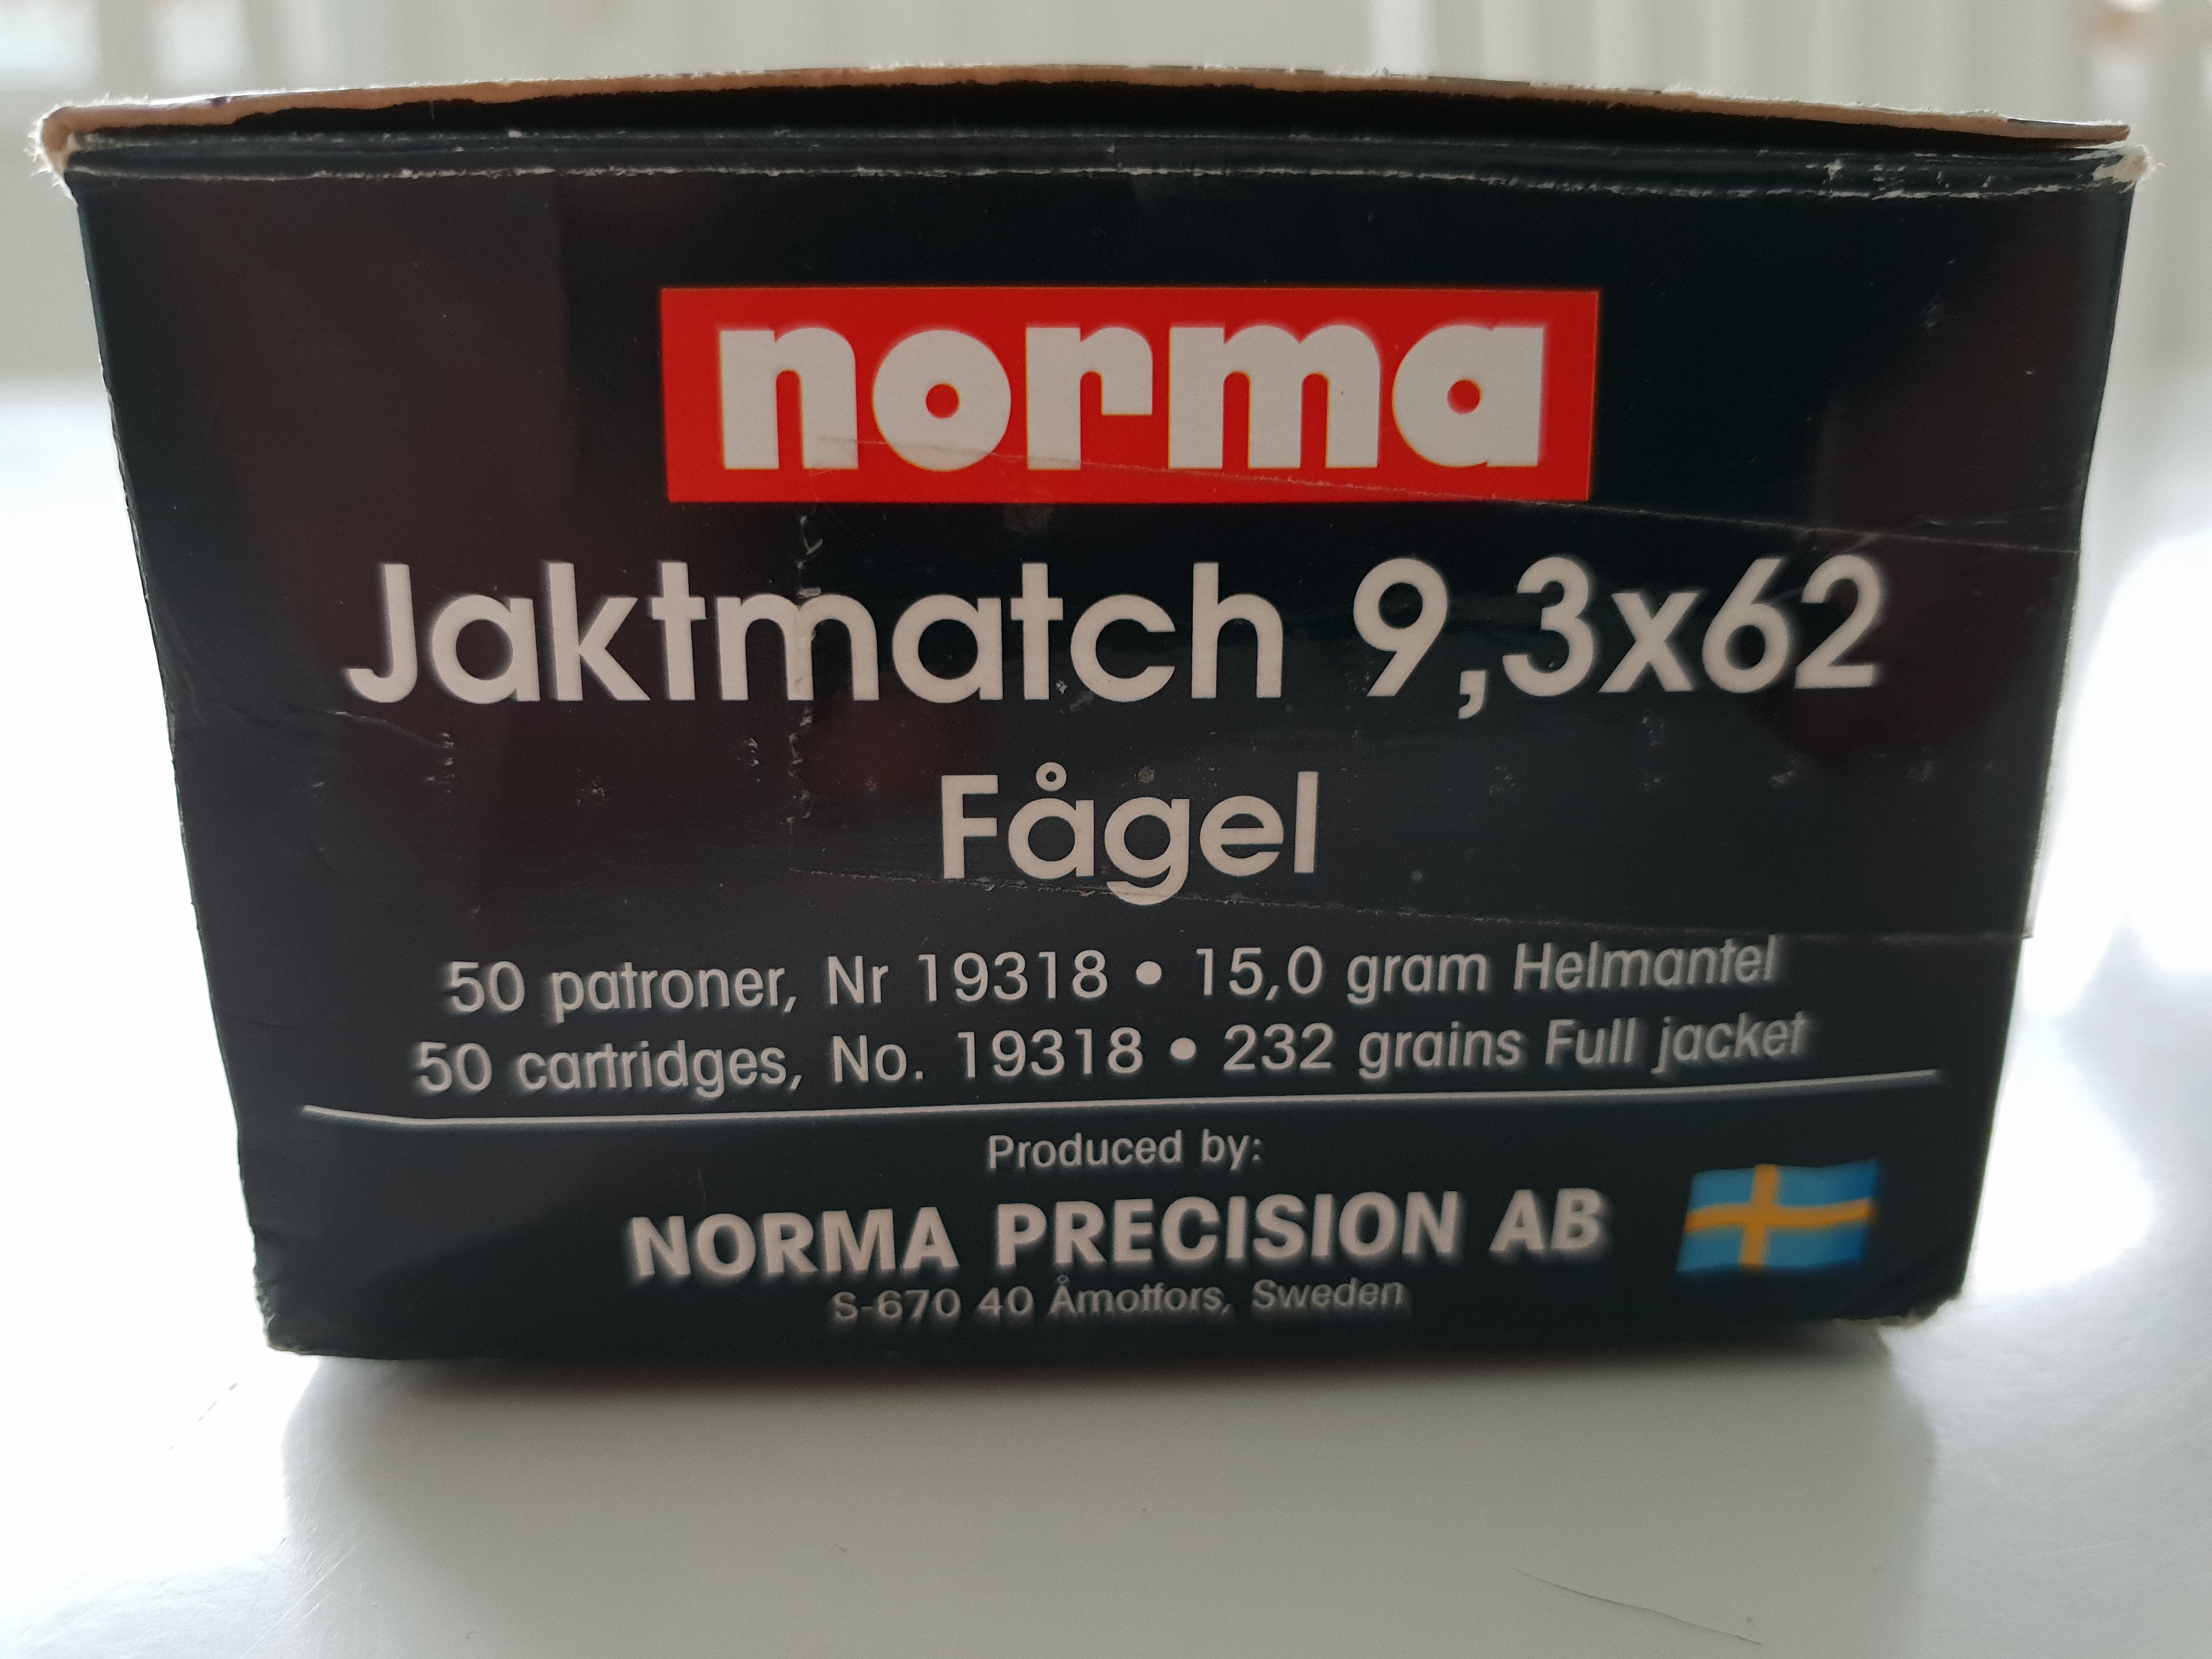 norma
Jaktmatch 9,3x62
Fågel
50 patroner, Nr 19318 • 15,0 gram Helmantel
50 cartridges, No. 19318 • 232 grains Full jacket
Produced by:
NORMA PRECISION AB
S-670 40 Åmotfors, Sweden